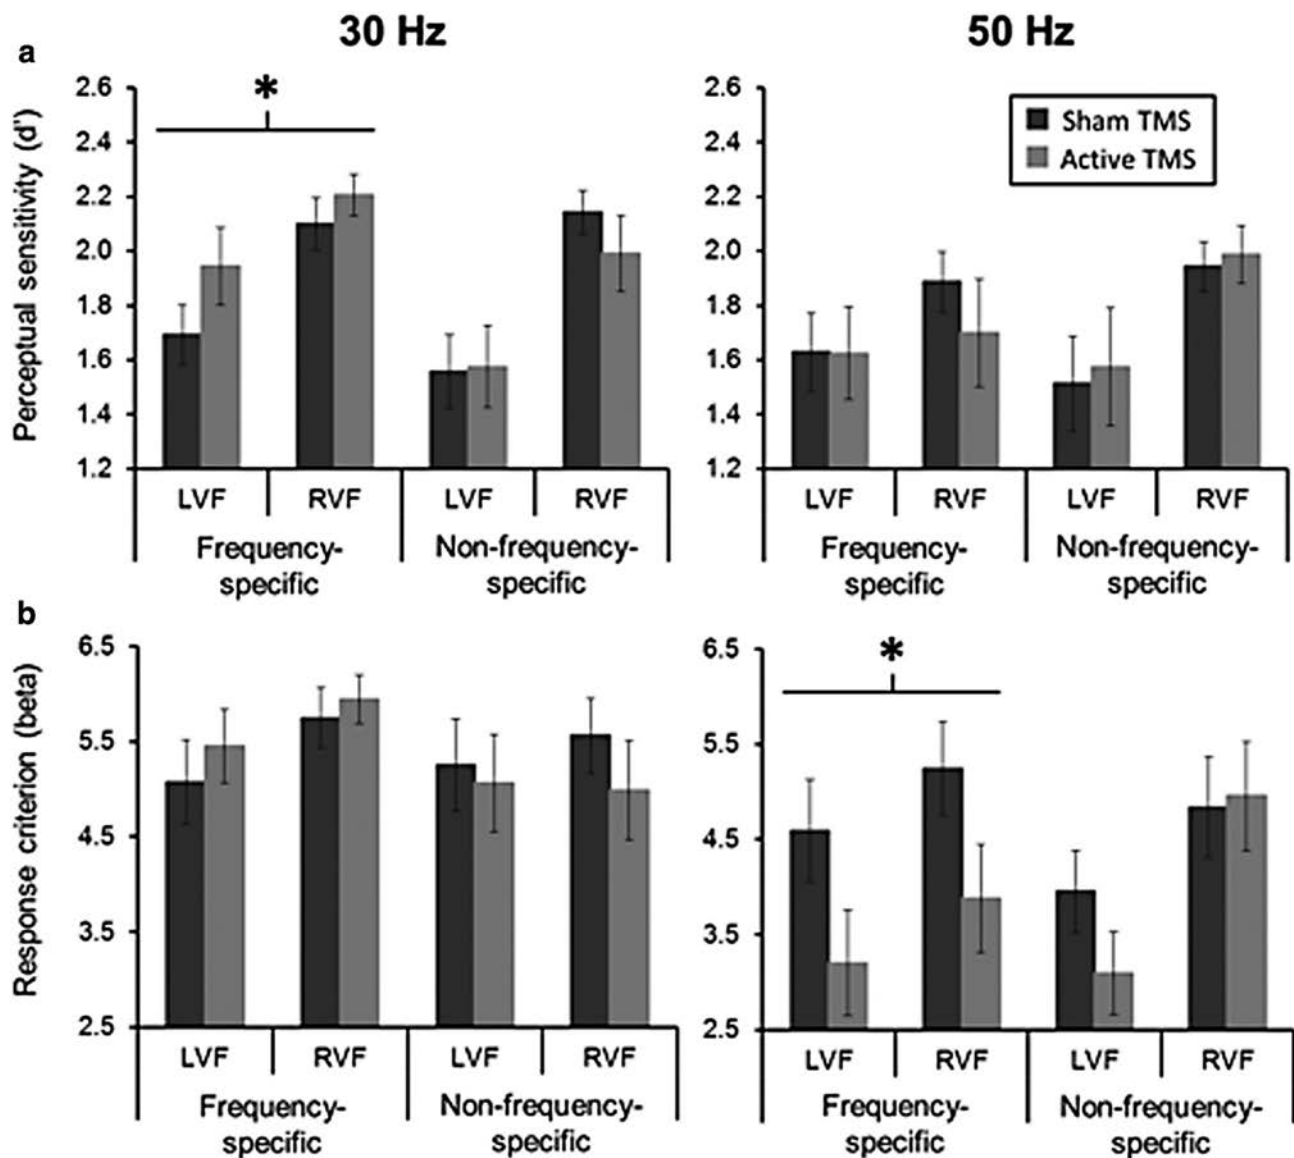 30 Hz
50 Hz
a
Perceptual sensitivity (d')
2.6
2.4
2.2
2.0
1.8
1.6
1.4
1.2
*
LVF RVF LVF RVF
Frequency- Non-frequency-
specific specific
2.6
2.4
2.2
2.0
1.8
1.6
1.4
1.2
Sham TMS
Active TMS
LVF RVF LVF RVF
Frequency- Non-frequency-
specific specific
b
Response criterion (beta)
6.5
5.5
4.5
3.5
2.5
LVF RVF LVF RVF
Frequency- Non-frequency-
specific specific
6.5
5.5
4.5
3.5
2.5
*
LVF RVF LVF RVF
Frequency- Non-frequency-
specific specific